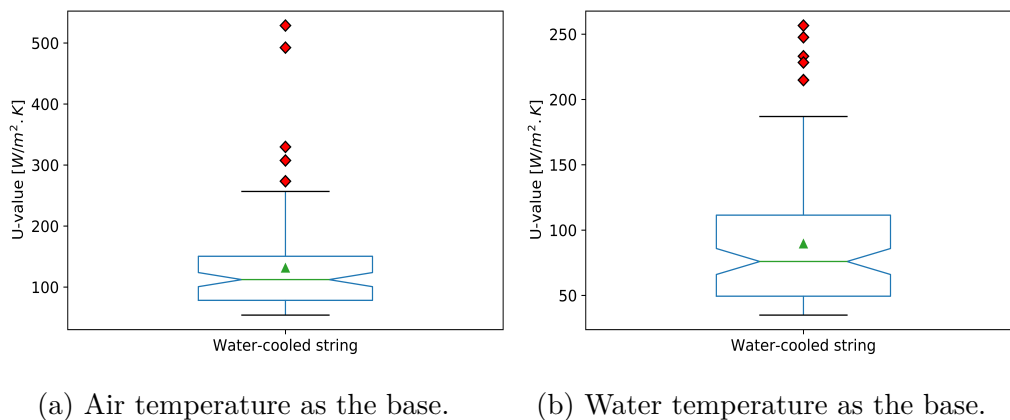 U-value [W/m².K]
500
400
300
200
100
Water-cooled string
(a) Air temperature as the base.
U-value [W/m².K]
250
200
150
100
50
Water-cooled string
(b) Water temperature as the base.